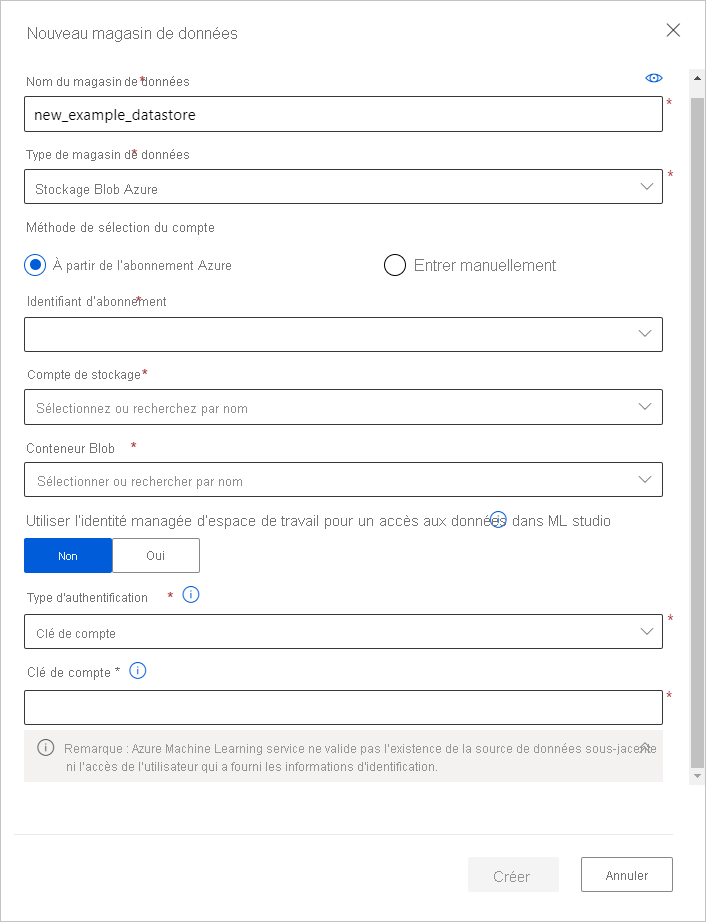 Nouveau magasin de données
Nom du magasin de données *
new_example_datastore *
Type de magasin de données *
Stockage Blob Azure *
Méthode de sélection du compte
À partir de l'abonnement Azure Entrer manuellement
Identifiant d'abonnement *
Compte de stockage *
Sélectionnez ou recherchez par nom
Conteneur Blob *
Sélectionner ou rechercher par nom
Utiliser l'identité managée d'espace de travail pour un accès aux données dans ML studio
Non Oui
Type d'authentification *
Clé de compte *
Clé de compte *
*
Remarque : Azure Machine Learning service ne valide pas l'existence de la source de données sous-jacente
ni l'accès de l'utilisateur qui a fourni les informations d'identification.
Créer Annuler